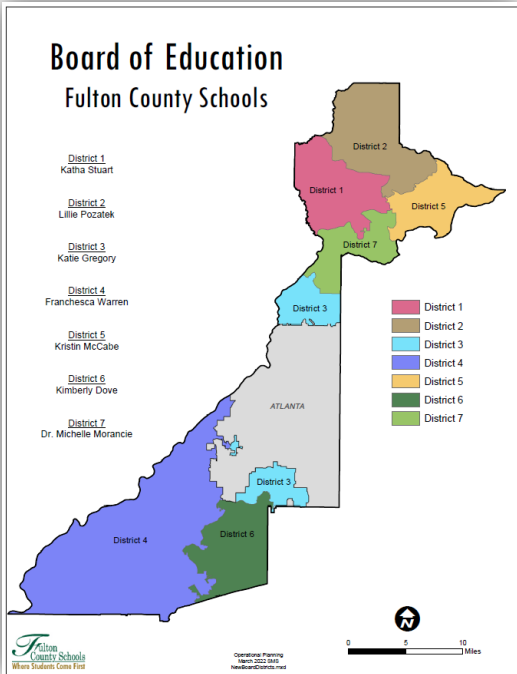 Board of Education
Fulton County Schools
District 1
Katha Stuart
District 2
Lillie Pozatek
District 3
Katie Gregory
District 4
Franchesca Warren
District 5
Kristin McCabe
District 6
Kimberly Dove
District 7
Dr. Michelle Morancie
District 2
District 1
District 5
District 7
District 3
ATLANTA
District 3
District 4
District 6
District 1
District 2
District 3
District 4
District 5
District 6
District 7
N
0 5 10
Miles
Fulton
County Schools
Where Students Come First
Operational Planning
March 2022 SMS
NewBoardDistricts.mxd